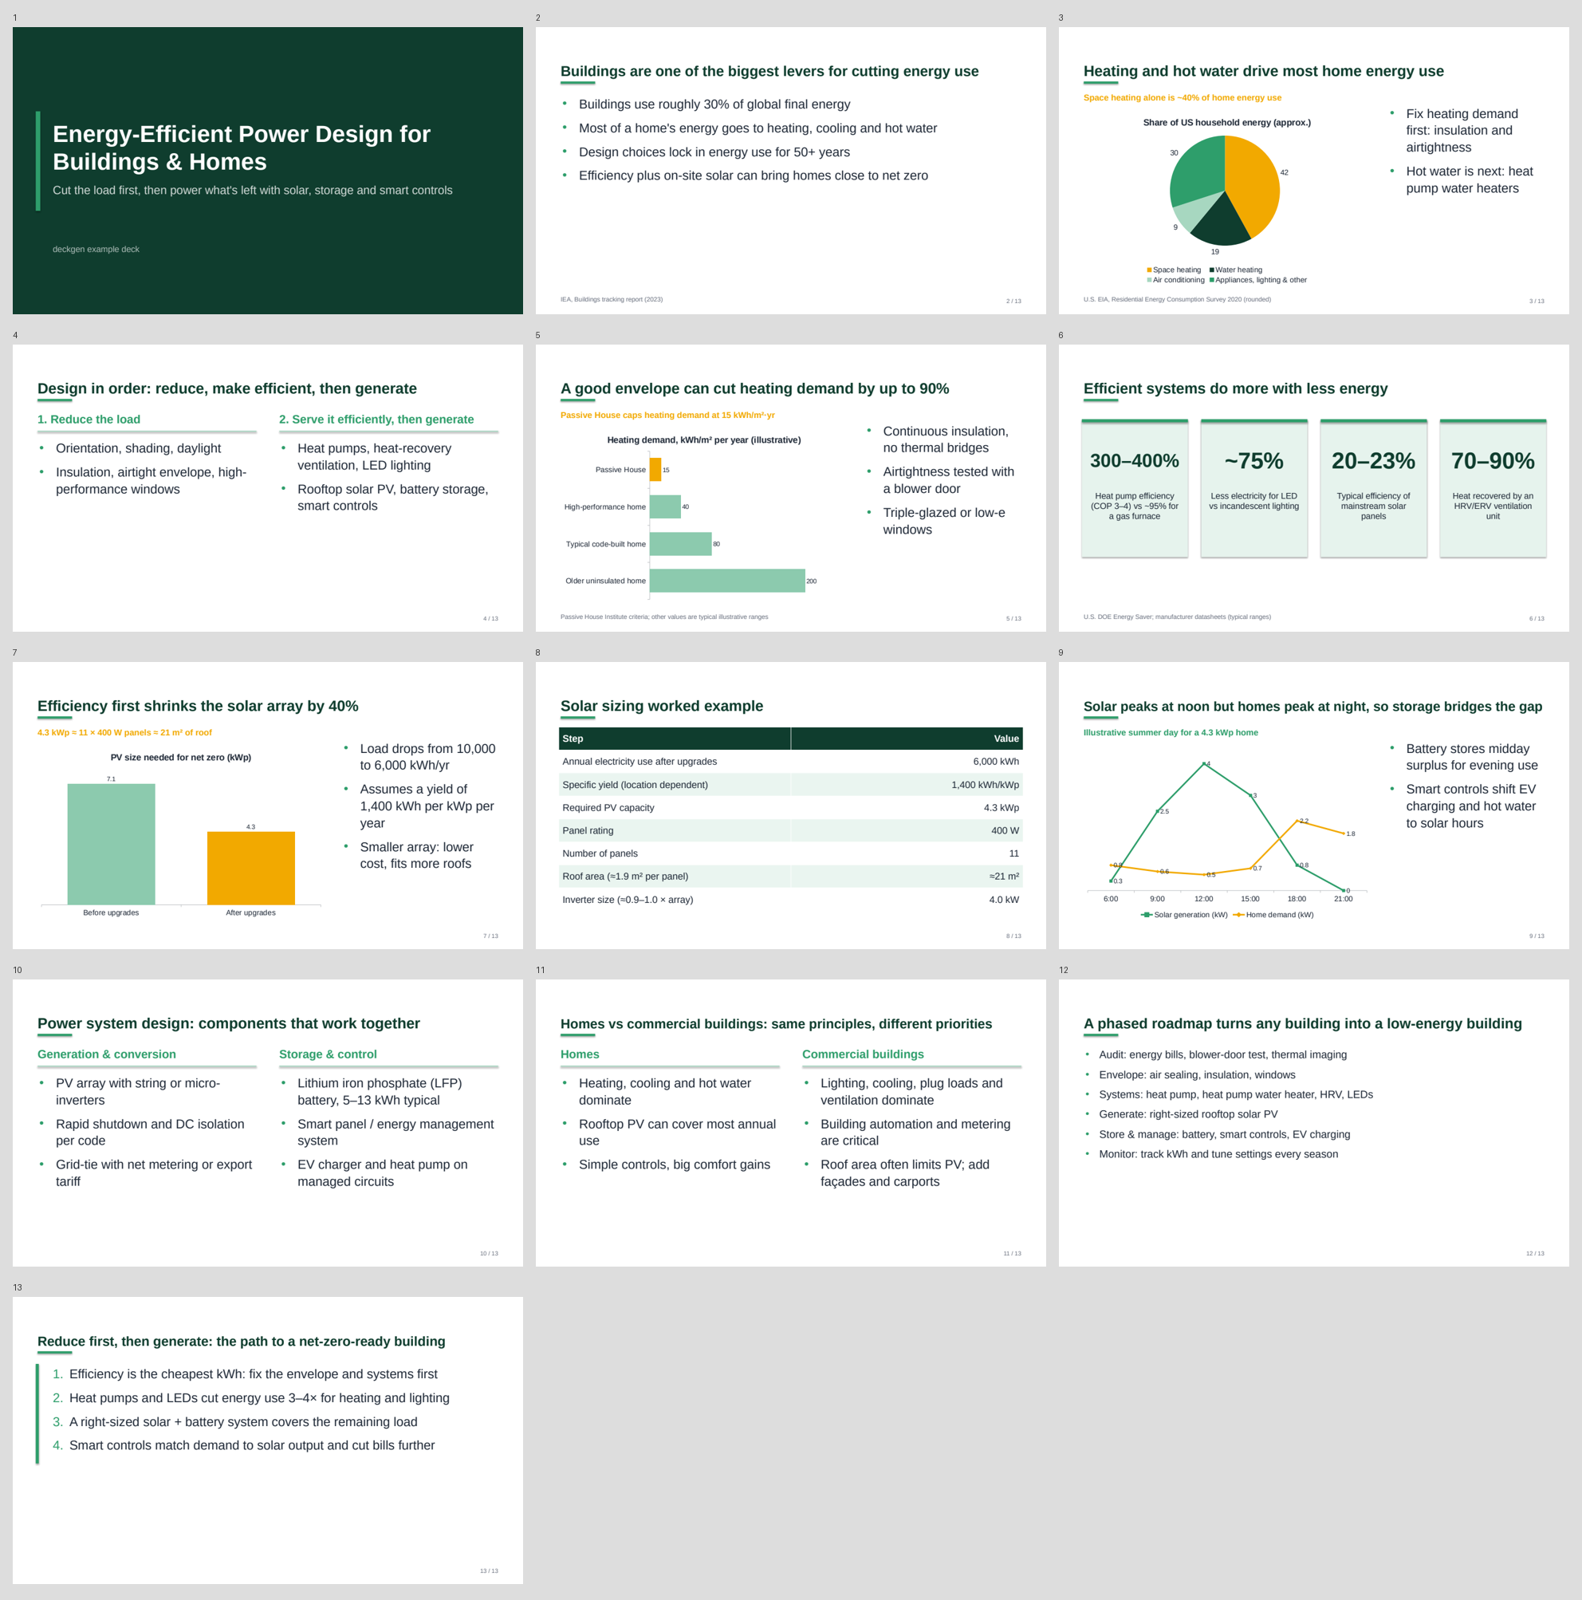 1
Energy-Efficient Power Design for
Buildings & Homes
Cut the load first, then power what's left with solar, storage and smart controls
deckgen example deck
2
Buildings are one of the biggest levers for cutting energy use
• Buildings use roughly 30% of global final energy
• Most of a home's energy goes to heating, cooling and hot water
• Design choices lock in energy use for 50+ years
• Efficiency plus on-site solar can bring homes close to net zero
IEA, Buildings tracking report (2023)
2 / 13
3
Heating and hot water drive most home energy use
Space heating alone is ~40% of home energy use
Share of US household energy (approx.)
30
42
9
19
Space heating Water heating
Air conditioning Appliances, lighting & other
• Fix heating demand
first: insulation and
airtightness
• Hot water is next: heat
pump water heaters
U.S. EIA, Residential Energy Consumption Survey 2020 (rounded)
3 / 13
4
Design in order: reduce, make efficient, then generate
1. Reduce the load
• Orientation, shading, daylight
• Insulation, airtight envelope, high-
performance windows
2. Serve it efficiently, then generate
• Heat pumps, heat-recovery
ventilation, LED lighting
• Rooftop solar PV, battery storage,
smart controls
4 / 13
5
A good envelope can cut heating demand by up to 90%
Passive House caps heating demand at 15 kWh/m²·yr
Heating demand, kWh/m² per year (illustrative)
Passive House 15
High-performance home 40
Typical code-built home 80
Older uninsulated home 200
• Continuous insulation,
no thermal bridges
• Airtightness tested with
a blower door
• Triple-glazed or low-e
windows
Passive House Institute criteria; other values are typical illustrative ranges
5 / 13
6
Efficient systems do more with less energy
300–400%
Heat pump efficiency
(COP 3–4) vs ~95% for
a gas furnace
~75%
Less electricity for LED
vs incandescent lighting
20–23%
Typical efficiency of
mainstream solar
panels
70–90%
Heat recovered by an
HRV/ERV ventilation
unit
U.S. DOE Energy Saver; manufacturer datasheets (typical ranges)
6 / 13
7
Efficiency first shrinks the solar array by 40%
4.3 kWp ≈ 11 × 400 W panels ≈ 21 m² of roof
PV size needed for net zero (kWp)
7.1
4.3
Before upgrades After upgrades
• Load drops from 10,000
to 6,000 kWh/yr
• Assumes a yield of
1,400 kWh per kWp per
year
• Smaller array: lower
cost, fits more roofs
7 / 13
8
Solar sizing worked example
Step Value
Annual electricity use after upgrades 6,000 kWh
Specific yield (location dependent) 1,400 kWh/kWp
Required PV capacity 4.3 kWp
Panel rating 400 W
Number of panels 11
Roof area (≈1.9 m² per panel) ≈21 m²
Inverter size (≈0.9–1.0 × array) 4.0 kW
8 / 13
9
Solar peaks at noon but homes peak at night, so storage bridges the gap
Illustrative summer day for a 4.3 kWp home
4
2.5
3
2.2
1.8
0.3
0.6
0.5
0.7
0.8
0
6:00 9:00 12:00 15:00 18:00 21:00
Solar generation (kW) Home demand (kW)
• Battery stores midday
surplus for evening use
• Smart controls shift EV
charging and hot water
to solar hours
9 / 13
10
Power system design: components that work together
Generation & conversion
• PV array with string or micro-
inverters
• Rapid shutdown and DC isolation
per code
• Grid-tie with net metering or export
tariff
Storage & control
• Lithium iron phosphate (LFP)
battery, 5–13 kWh typical
• Smart panel / energy management
system
• EV charger and heat pump on
managed circuits
10 / 13
11
Homes vs commercial buildings: same principles, different priorities
Homes
• Heating, cooling and hot water
dominate
• Rooftop PV can cover most annual
use
• Simple controls, big comfort gains
Commercial buildings
• Lighting, cooling, plug loads and
ventilation dominate
• Building automation and metering
are critical
• Roof area often limits PV; add
façades and carports
11 / 13
12
A phased roadmap turns any building into a low-energy building
• Audit: energy bills, blower-door test, thermal imaging
• Envelope: air sealing, insulation, windows
• Systems: heat pump, heat pump water heater, HRV, LEDs
• Generate: right-sized rooftop solar PV
• Store & manage: battery, smart controls, EV charging
• Monitor: track kWh and tune settings every season
12 / 13
13
Reduce first, then generate: the path to a net-zero-ready building
1. Efficiency is the cheapest kWh: fix the envelope and systems first
2. Heat pumps and LEDs cut energy use 3–4× for heating and lighting
3. A right-sized solar + battery system covers the remaining load
4. Smart controls match demand to solar output and cut bills further
13 / 13